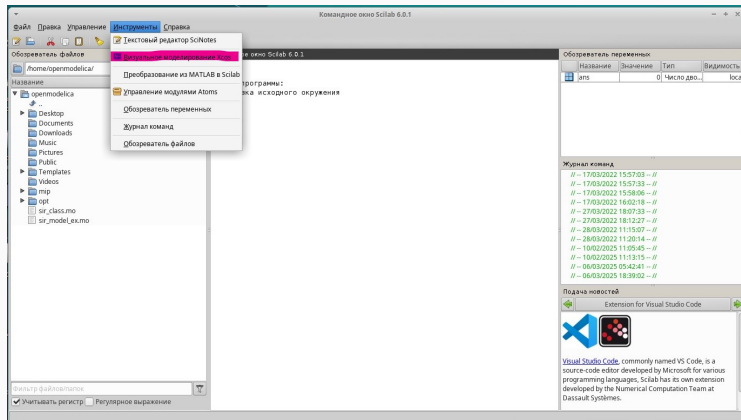 Командное окно Scilab 6.0.1
Файл Правка Управление Инструменты Справка
Текстовый редактор SciNotes
Визуальное моделирование Xcos
Преобразование из MATLAB в Scilab
Управление модулями Atoms
Обозреватель переменных
Журнал команд
Обозреватель файлов
Обозреватель файлов
/home/openmodelica/
Название
openmodelica
..
Desktop
Documents
Downloads
Music
Pictures
Public
Templates
Videos
mip
opt
sir_class.mo
sir_model_ex.mo
Фильтр файлов/папок
Учитывать регистр Регулярное выражение
ое окно Scilab 6.0.1
программы:
ка исходного окружения
Обозреватель переменных
Название Значение Тип Видимость
ans 0 Число дво... loca
Журнал команд
// -- 17/03/2022 15:57:03 -- //
// -- 17/03/2022 15:57:33 -- //
// -- 17/03/2022 15:58:06 -- //
// -- 17/03/2022 16:02:18 -- //
// -- 27/03/2022 18:07:33 -- //
// -- 27/03/2022 18:12:27 -- //
// -- 28/03/2022 11:15:07 -- //
// -- 28/03/2022 11:20:14 -- //
// -- 10/02/2025 11:05:45 -- //
// -- 10/02/2025 11:13:15 -- //
// -- 06/03/2025 05:42:41 -- //
// -- 06/03/2025 18:39:02 -- //
Подача новостей
Extension for Visual Studio Code
Visual Studio Code, commonly named VS Code, is a
source-code editor developed by Microsoft for various
programming languages, Scilab has its own extension
developed by the Numerical Computation Team at
Dassault Systèmes.